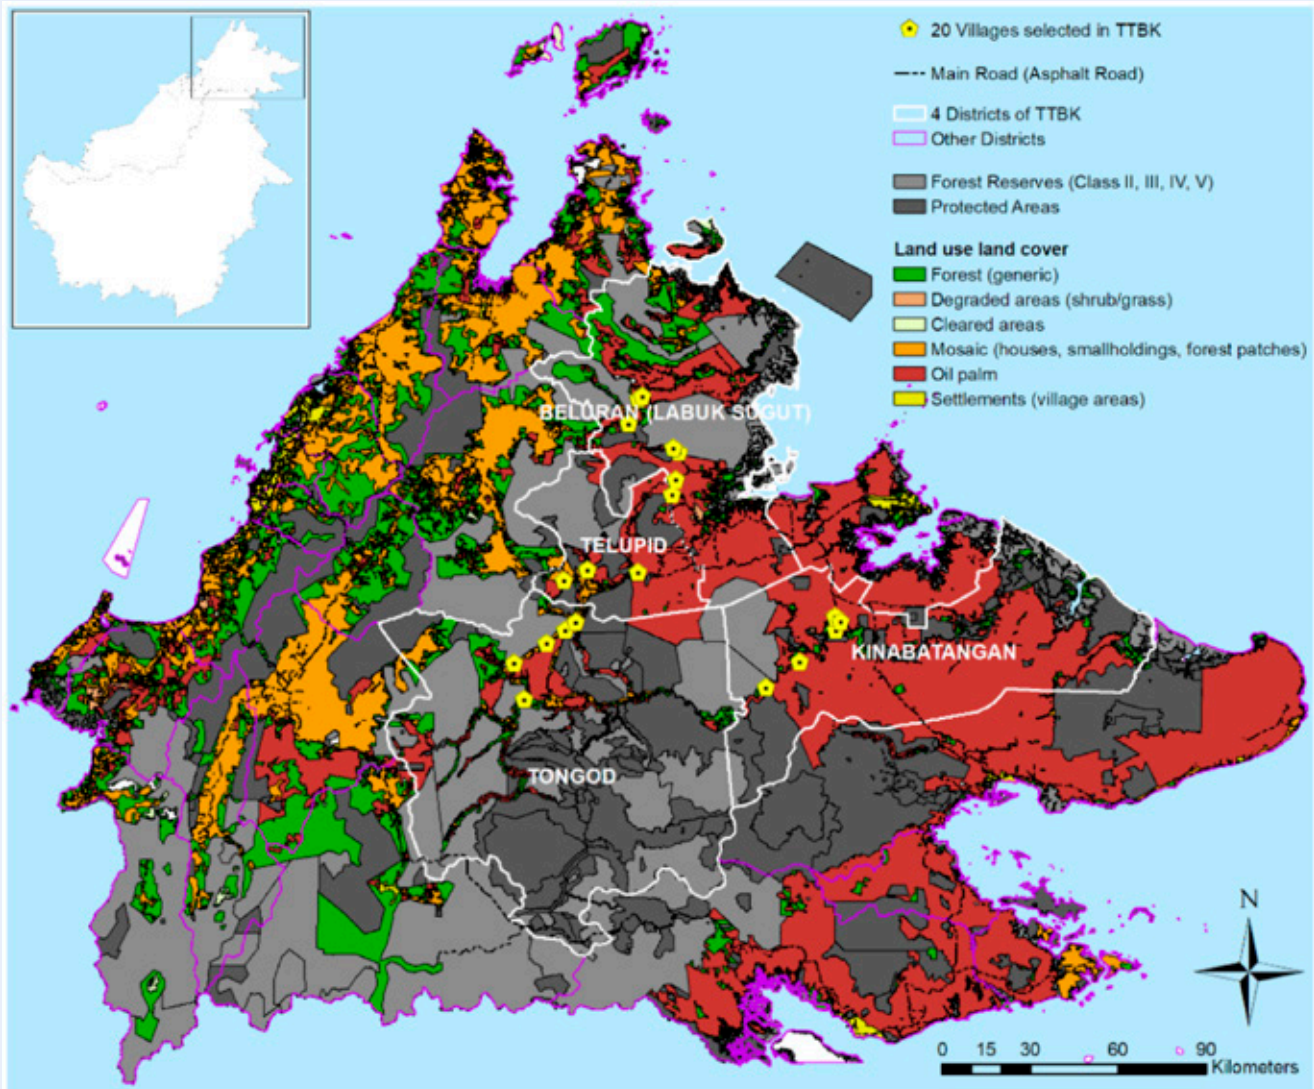 20 Villages selected in TTBK
Main Road (Asphalt Road)
4 Districts of TTBK
Other Districts
Forest Reserves (Class II, III, IV, V)
Protected Areas
Land use land cover
Forest (generic)
Degraded areas (shrub/grass)
Cleared areas
Mosaic (houses, smallholdings, forest patches)
Oil palm
Settlements (village areas)
BELURAN (LABUK SUGUT)
TELUPID
KINABATANGAN
TONGOD
N
0 15 30 60 90
Kilometers